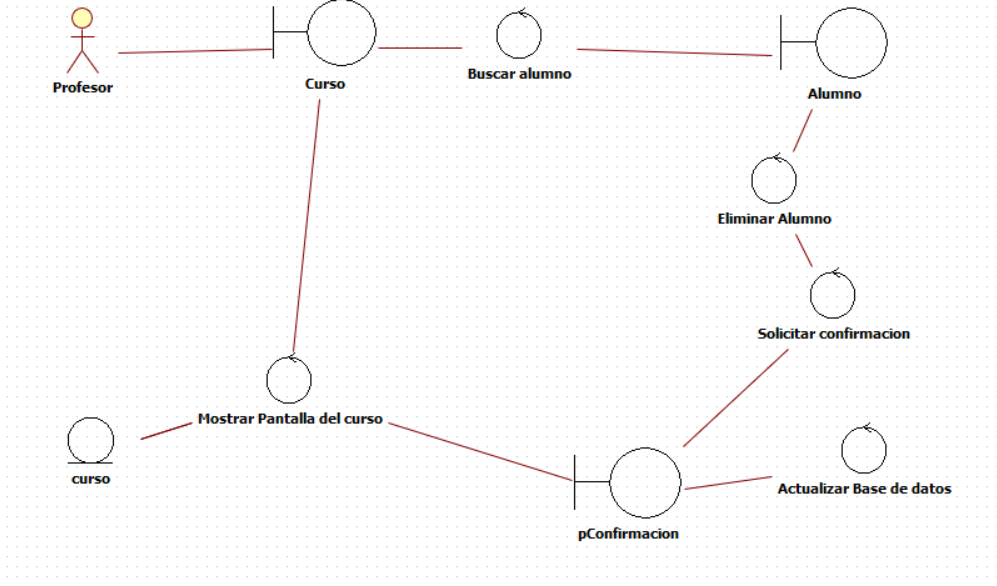 Profesor
Curso
Buscar alumno
Alumno
Eliminar Alumno
Solicitar confirmacion
Mostrar Pantalla del curso
curso
Actualizar Base de datos
pConfirmacion